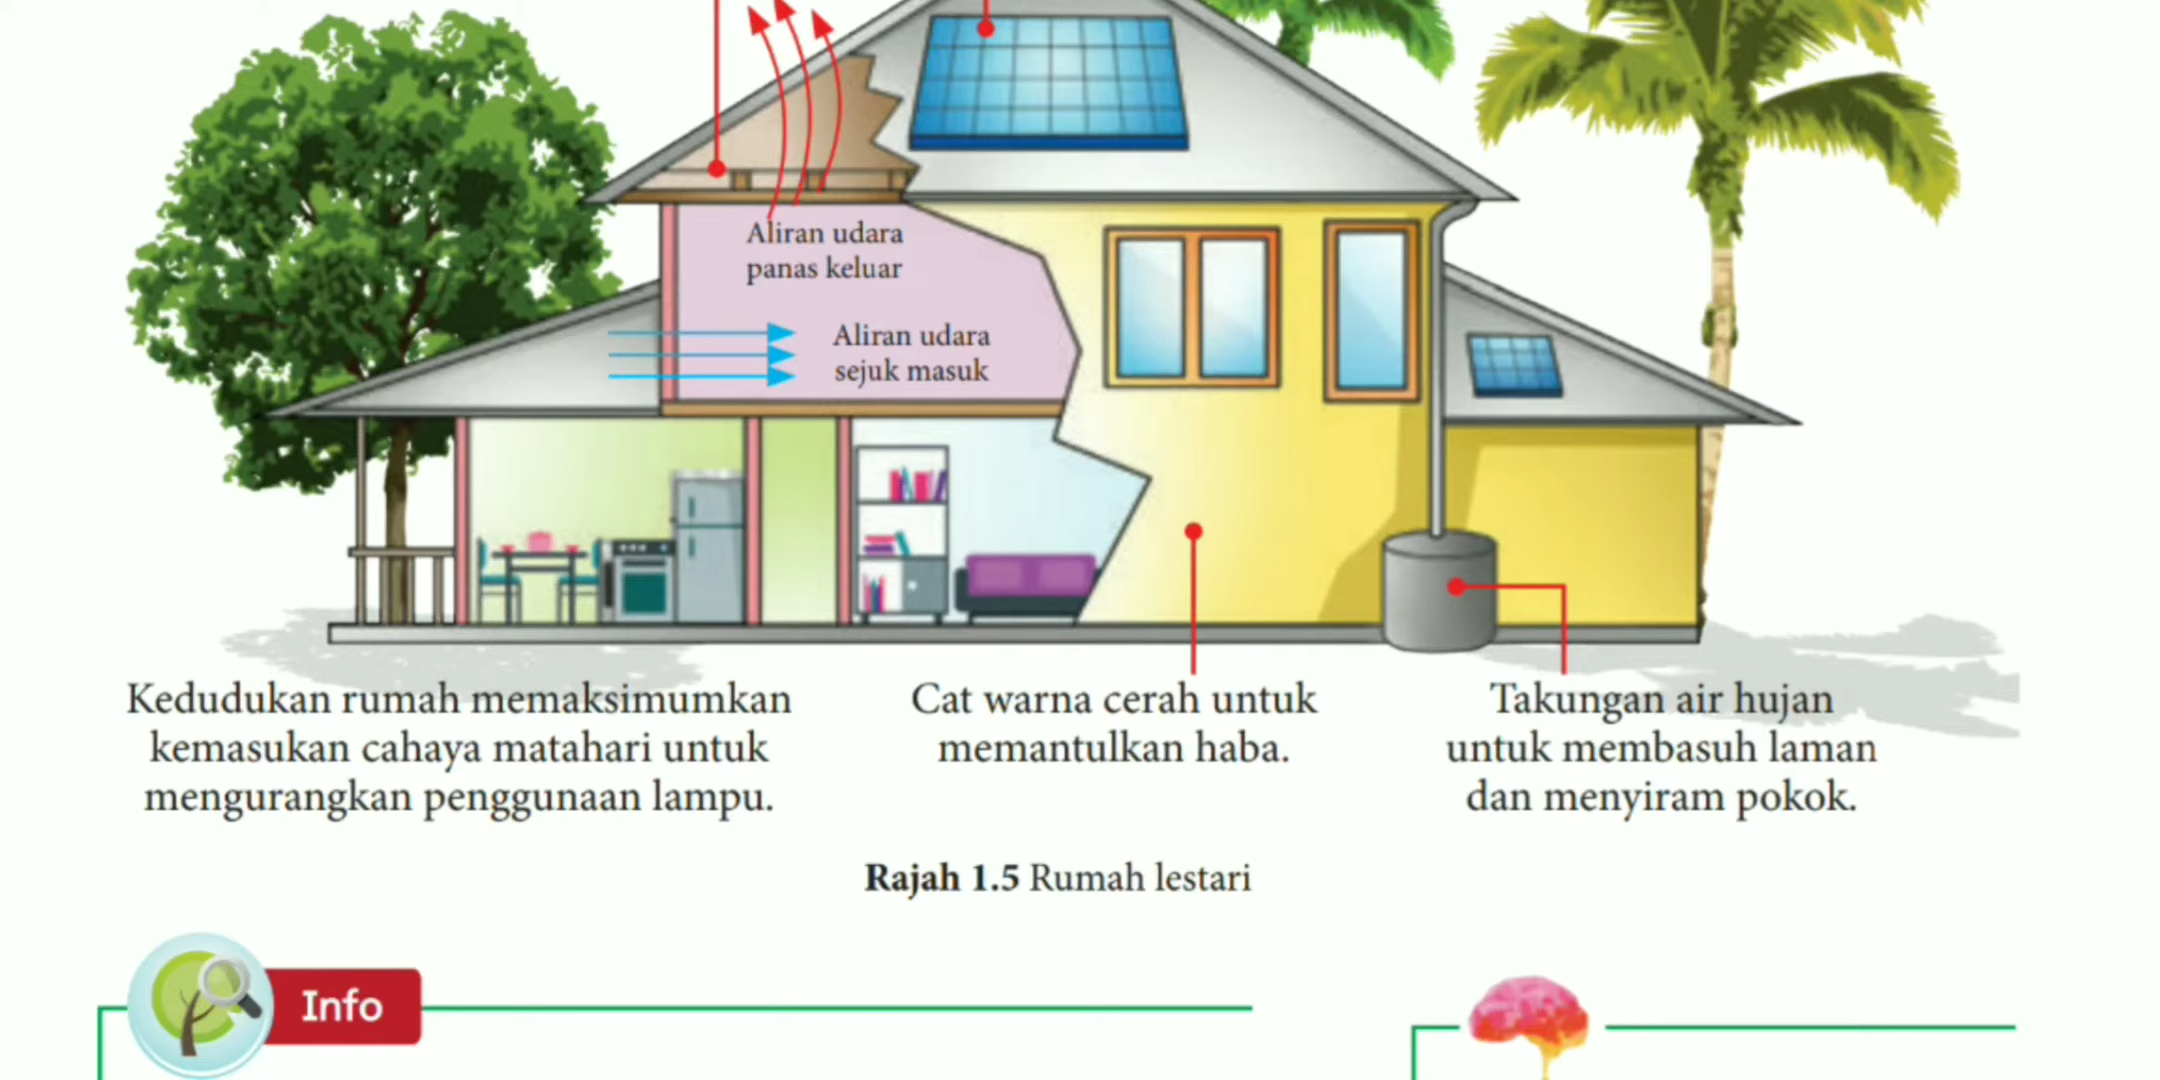 Aliran udara
panas keluar
Aliran udara
sejuk masuk
Kedudukan rumah memaksimumkan
kemasukan cahaya matahari untuk
mengurangkan penggunaan lampu.
Cat warna cerah untuk
memantulkan haba.
Takungan air hujan
untuk membasuh laman
dan menyiram pokok.
Rajah 1.5 Rumah lestari
Info